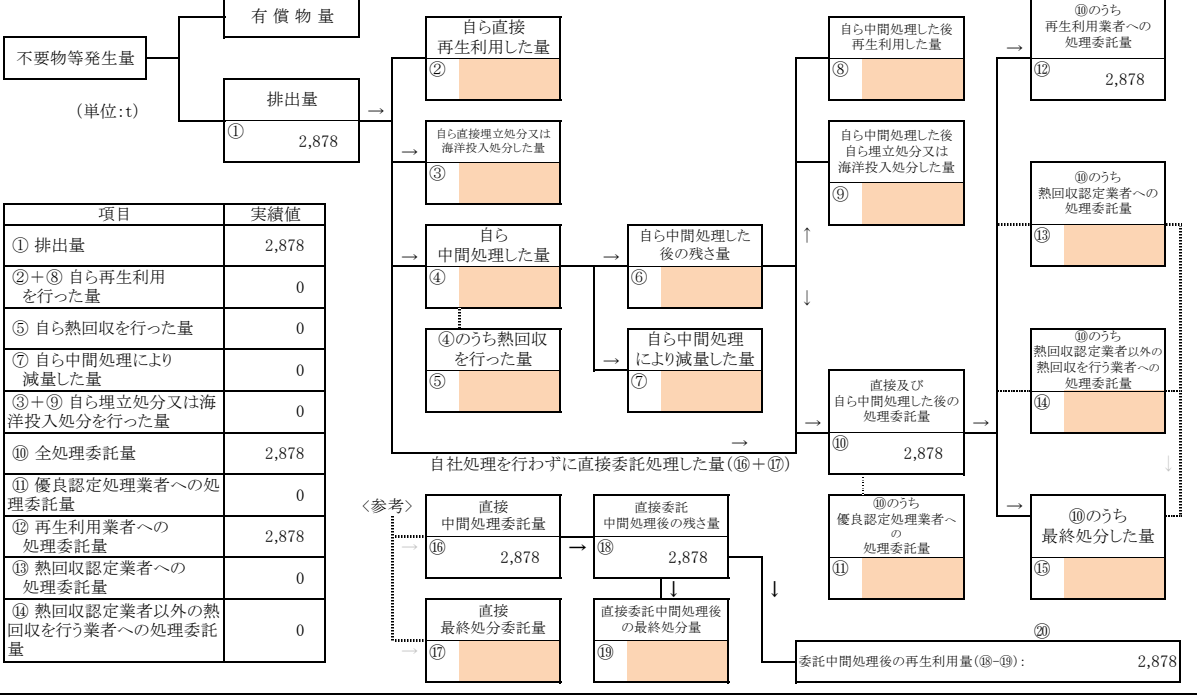 有 償 物 量
不要物等発生量
(単位:t)
排出量
① 2,878
→
自ら直接
再生利用した量
②
→
自ら直接埋立処分又は
海洋投入処分した量
③
→
自ら
中間処理した量
④
④のうち熱回収
を行った量
⑤
→
自ら中間処理した
後の残さ量
⑥
→
自ら中間処理
により減量した量
⑦
自ら中間処理した後
再生利用した量
⑧
自ら中間処理した後
自ら埋立処分又は
海洋投入処分した量
⑨
↑
↓
→
自社処理を行わずに直接委託処理した量(⑯+⑰)
→
直接及び
自ら中間処理した後の
処理委託量
⑩ 2,878
→
⑩のうち
優良認定処理業者へ
の
処理委託量
⑪
→
⑩のうち
再生利用業者への
処理委託量
⑫ 2,878
⑩のうち
熱回収認定業者への
処理委託量
⑬
⑩のうち
熱回収認定業者以外の
熱回収を行う業者への
処理委託量
⑭
↓
→
⑩のうち
最終処分した量
⑮
項目 実績値
① 排出量 2,878
②+⑧ 自ら再生利用
を行った量 0
⑤ 自ら熱回収を行った量 0
⑦ 自ら中間処理により
減量した量 0
③+⑨ 自ら埋立処分又は海
洋投入処分を行った量 0
⑩ 全処理委託量 2,878
⑪ 優良認定処理業者への処
理委託量 0
⑫ 再生利用業者への
処理委託量 2,878
⑬ 熱回収認定業者への
処理委託量 0
⑭ 熱回収認定業者以外の熱
回収を行う業者への処理委託
量 0
<参考>
→
直接
中間処理委託量
⑯ 2,878
→
直接委託
中間処理後の残さ量
⑱ 2,878
↓
↓
→
直接
最終処分委託量
⑰
直接委託中間処理後
の最終処分量
⑲
⑳
委託中間処理後の再生利用量(⑱-⑲): 2,878